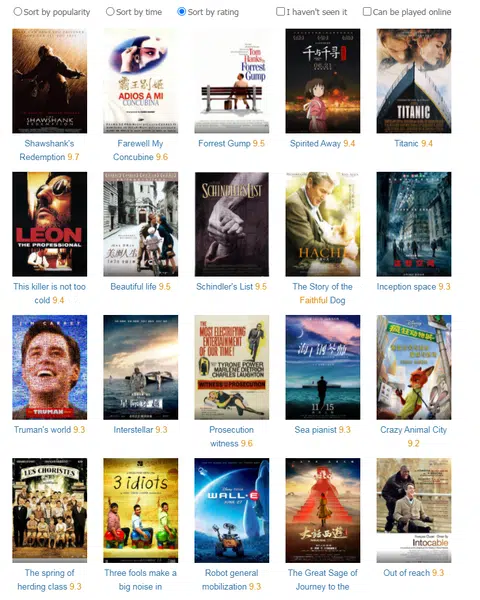 Sort by popularity Sort by time Sort by rating I haven't seen it Can be played online
SHAWSHANK
REDEMPTION
霸王别姬
ADIOS A MI
CONCUBINA
Tom
Hanks
Forrest
Gump
千与千寻
TITANIC
Shawshank's
Redemption 9.7
Farewell My
Concubine 9.6
Forrest Gump 9.5
Spirited Away 9.4
Titanic 9.4
LEON
THE PROFESSIONAL
美丽人生
SCHINDLER'S LIST
HACHI
盗梦空间
This killer is not too
cold 9.4
Beautiful life 9.5
Schindler's List 9.5
The Story of the
Faithful Dog
Inception space 9.3
JIM CARREY
TRUMAN
星际穿越
THE
MOST ELECTRIFYING
ENTERTAINMENT
OF OUR TIME!
TYRONE POWER
MARLENE DIETRICH
CHARLES LAUGHTON
WITNESS FOR THE PROSECUTION
海上钢琴师
11 15
疯狂动物城
Truman's world 9.3
Interstellar 9.3
Prosecution
witness 9.6
Sea pianist 9.3
Crazy Animal City
9.2
LES CHORISTES
3 idiots
WALL•E
JUNE 27
大话西游
Intocable
The spring of
herding class 9.3
Three fools make a
big noise in
Robot general
mobilization 9.3
The Great Sage of
Journey to the
Out of reach 9.3